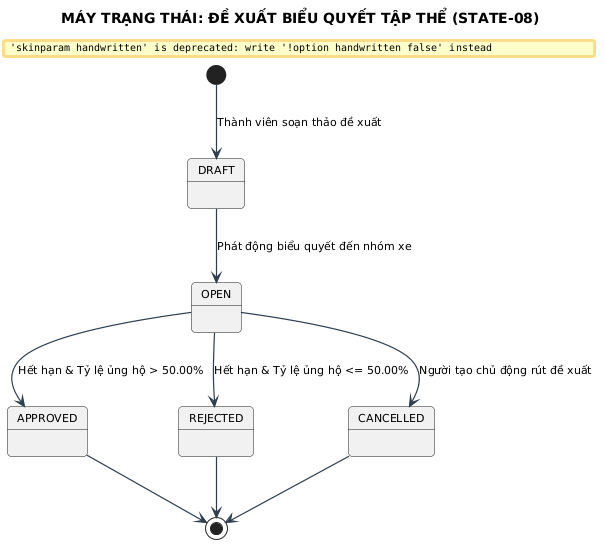 MÁY TRẠNG THÁI: ĐỀ XUẤT BIỂU QUYẾT TẬP THỂ (STATE-08)
'skinparam handwritten' is deprecated: write '!option handwritten false' instead
Thành viên soạn thảo đề xuất
DRAFT
Phát động biểu quyết đến nhóm xe
OPEN
Hết hạn & Tỷ lệ ủng hộ > 50.00%
Hết hạn & Tỷ lệ ủng hộ <= 50.00%
Người tạo chủ động rút đề xuất
APPROVED
REJECTED
CANCELLED